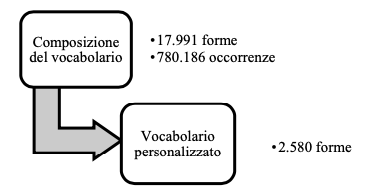 Composizione
del vocabolario
•17.991 forme
•780.186 occorrenze
Vocabolario
personalizzato
•2.580 forme